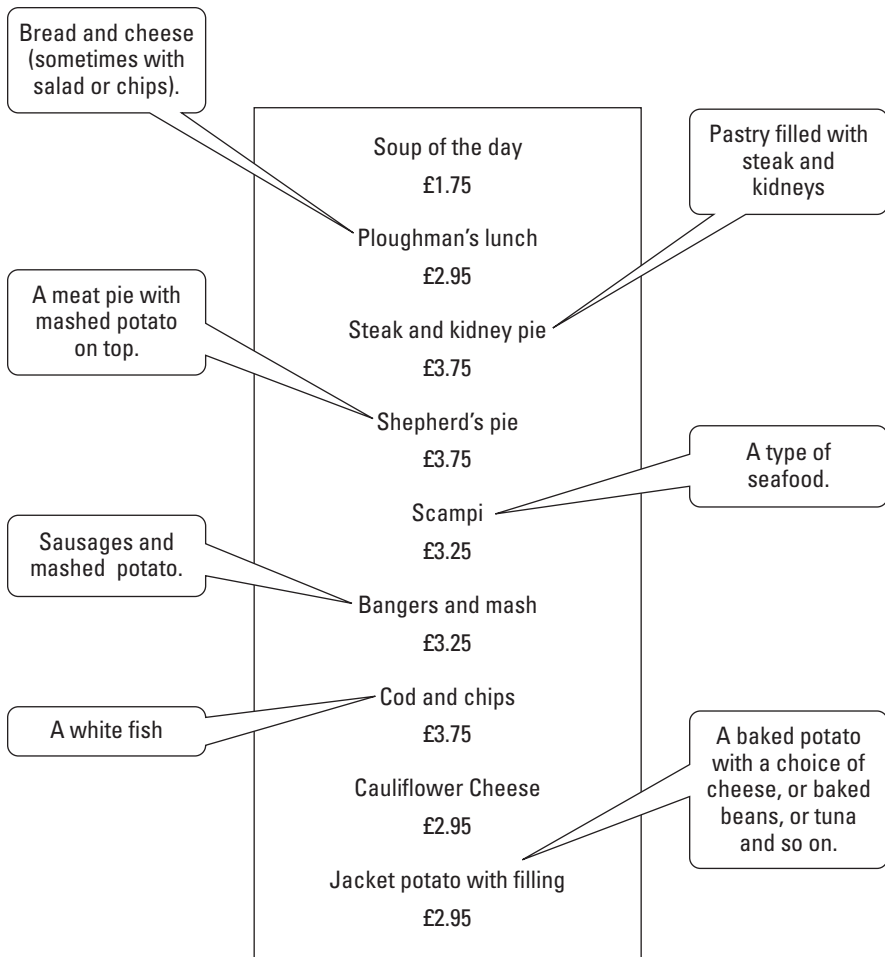 Bread and cheese
(sometimes with
salad or chips).
Soup of the day
£1.75
Pastry filled with
steak and
kidneys
Ploughman's lunch
£2.95
A meat pie with
mashed potato
on top.
Steak and kidney pie
£3.75
Shepherd's pie
£3.75
A type of
seafood.
Scampi
£3.25
Sausages and
mashed potato.
Bangers and mash
£3.25
Cod and chips
£3.75
A white fish
A baked potato
with a choice of
cheese, or baked
beans, or tuna
and so on.
Cauliflower Cheese
£2.95
Jacket potato with filling
£2.95